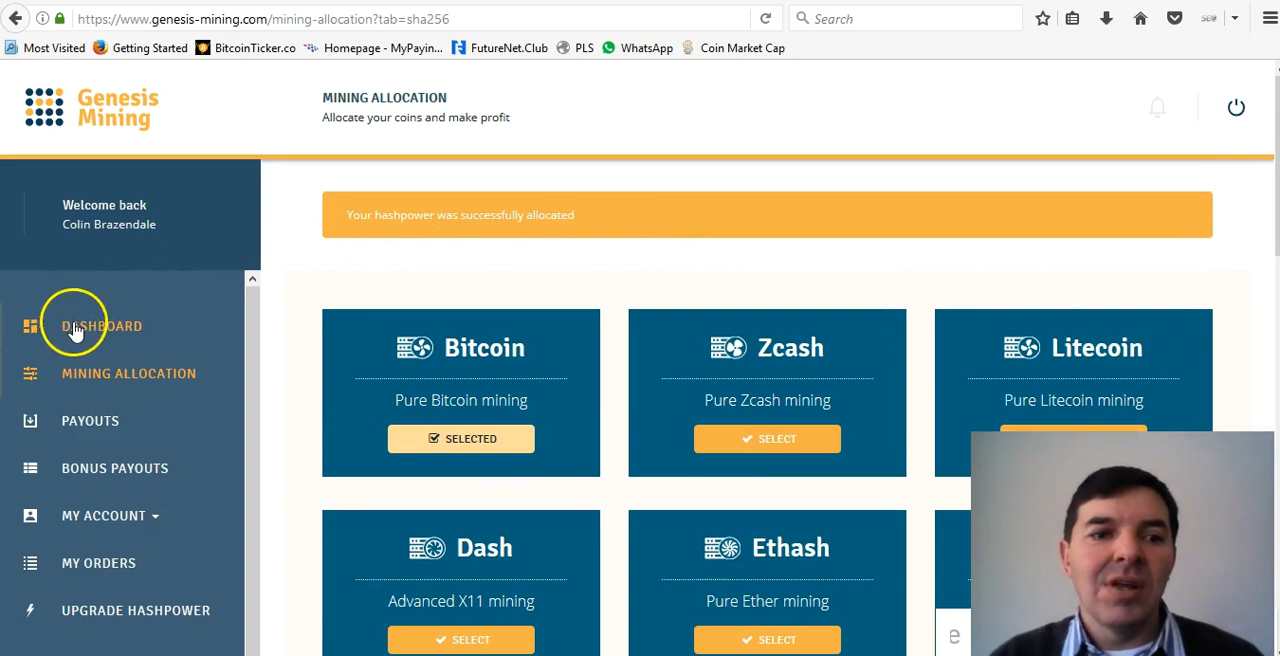 https://www.genesis-mining.com/mining-allocation?tab=sha256
Search
Most Visited
Getting Started
BitcoinTicker.co
Homepage - MyPayin...
FutureNet.Club
PLS
WhatsApp
Coin Market Cap
Genesis
Mining
MINING ALLOCATION
Allocate your coins and make profit
Welcome back
Colin Brazendale
Your hashpower was successfully allocated
DASHBOARD
MINING ALLOCATION
PAYOUTS
BONUS PAYOUTS
MY ACCOUNT
MY ORDERS
UPGRADE HASHPOWER
Bitcoin
Pure Bitcoin mining
SELECTED
Zcash
Pure Zcash mining
SELECT
Litecoin
Pure Litecoin mining
Dash
Advanced X11 mining
SELECT
Ethash
Pure Ether mining
SELECT
e